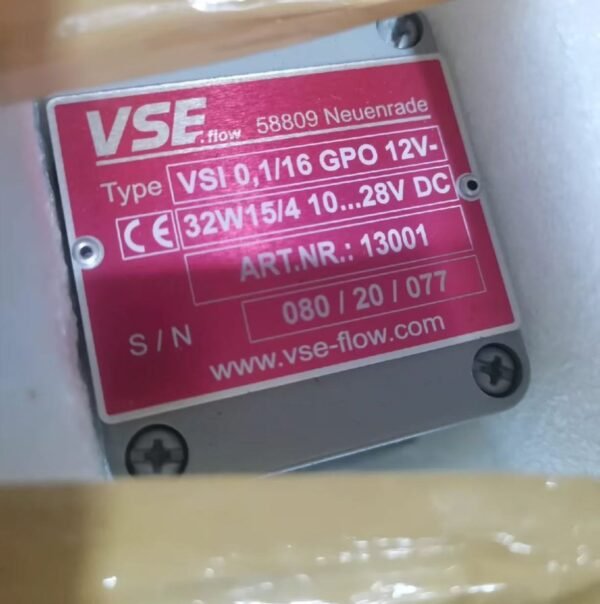 VSE.flow 58809 Neuenrade
Type VSI 0,1/16 GPO 12V-
CE 32W15/4 10...28V DC
ART.NR.: 13001
S / N 080 / 20 / 077
www.vse-flow.com